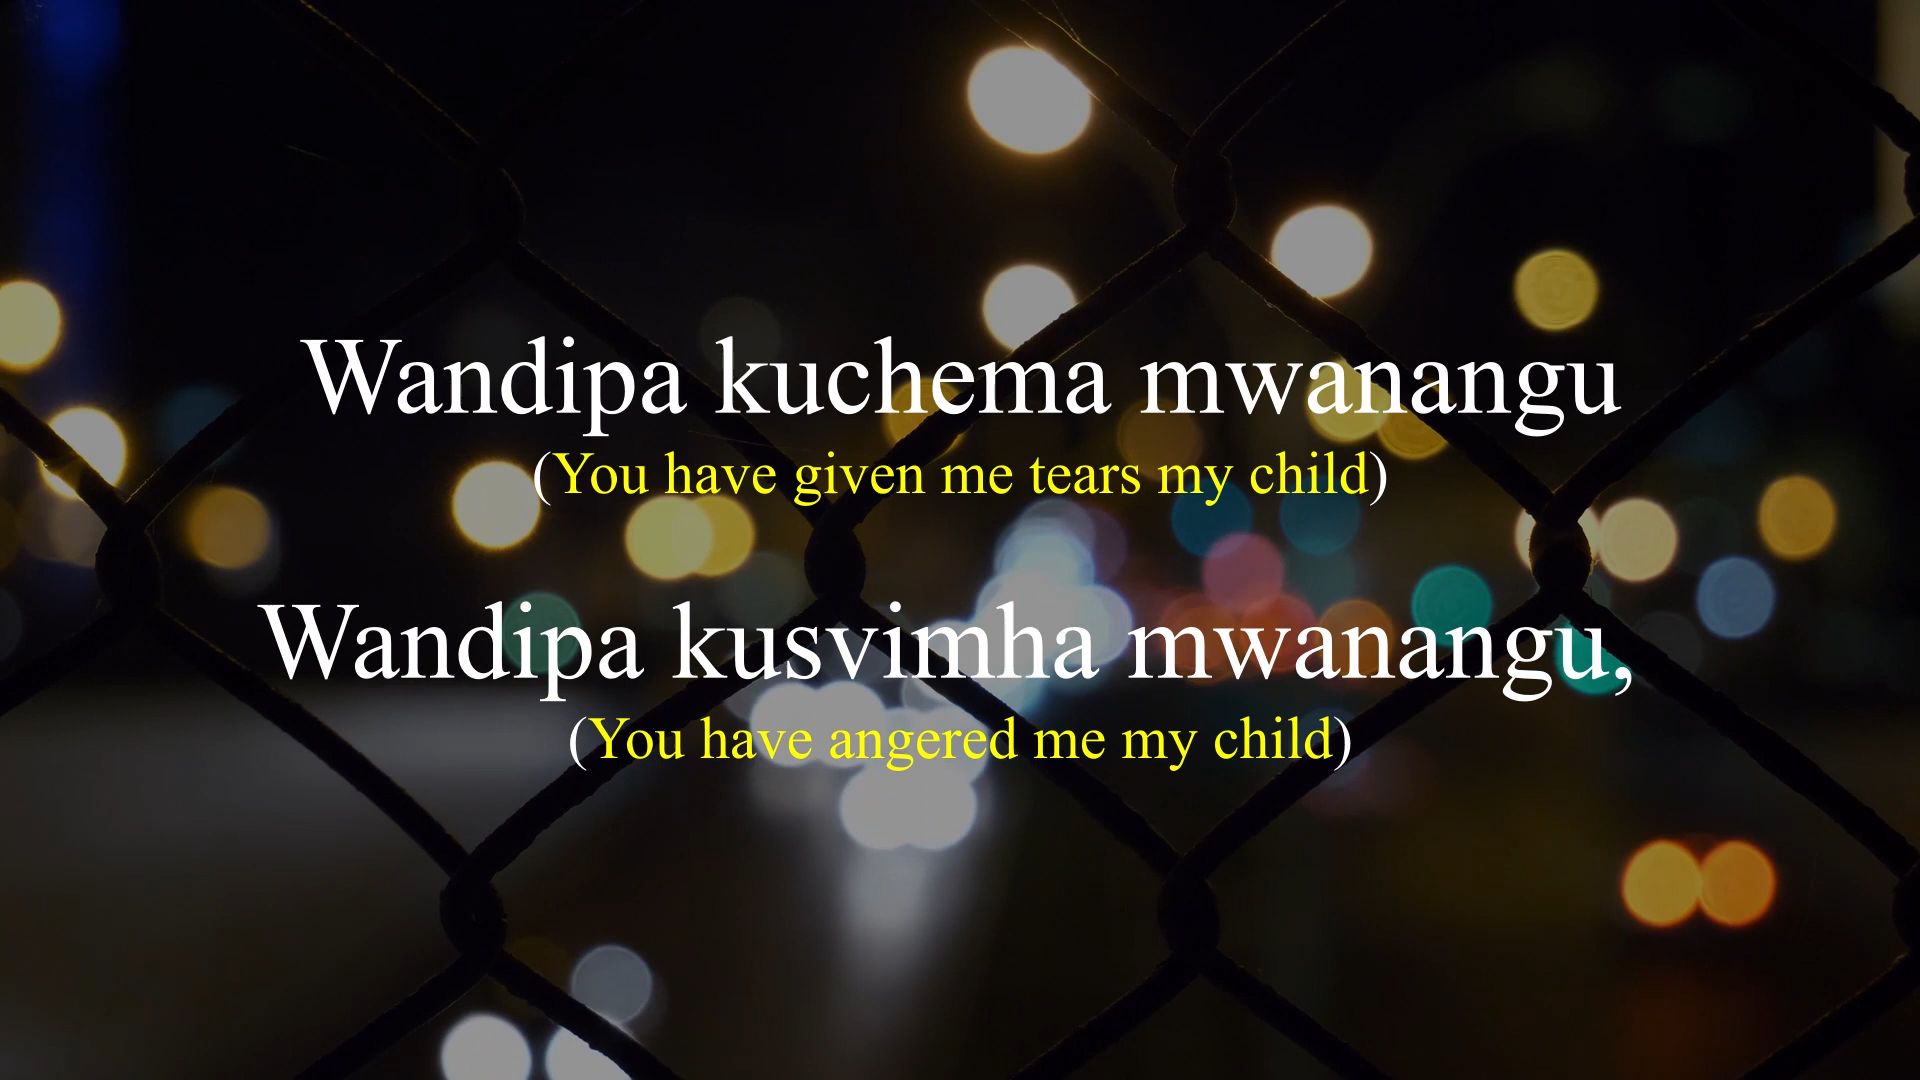 Wandipa kuchema mwanangu
(You have given me tears my child)
Wandipa kusvimha mwanangu,
(You have angered me my child)